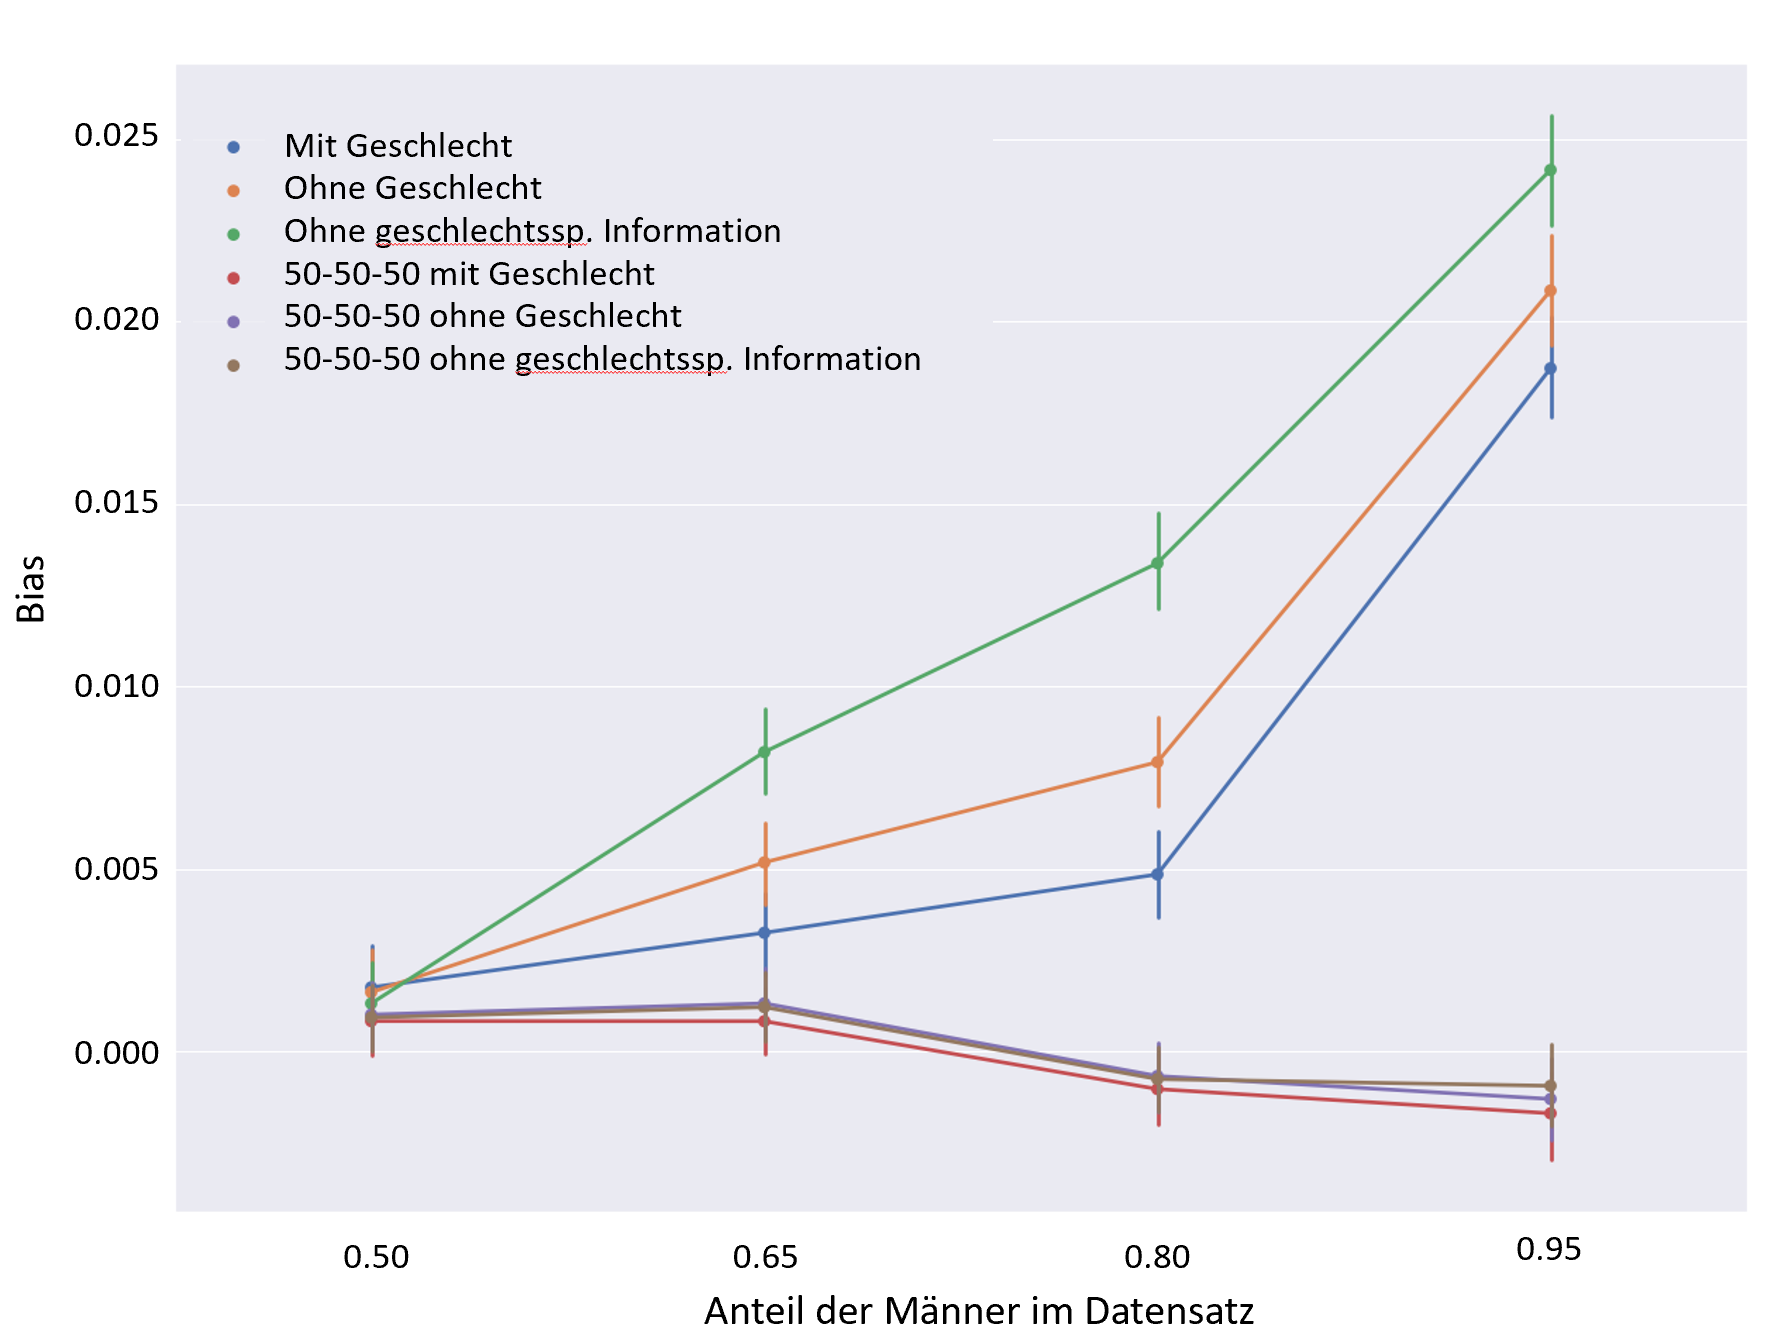 0.025
0.020
0.015
0.010
0.005
0.000
Bias
Mit Geschlecht
Ohne Geschlecht
Ohne geschlechtssp. Information
50-50-50 mit Geschlecht
50-50-50 ohne Geschlecht
50-50-50 ohne geschlechtssp. Information
0.50 0.65 0.80 0.95
Anteil der Männer im Datensatz